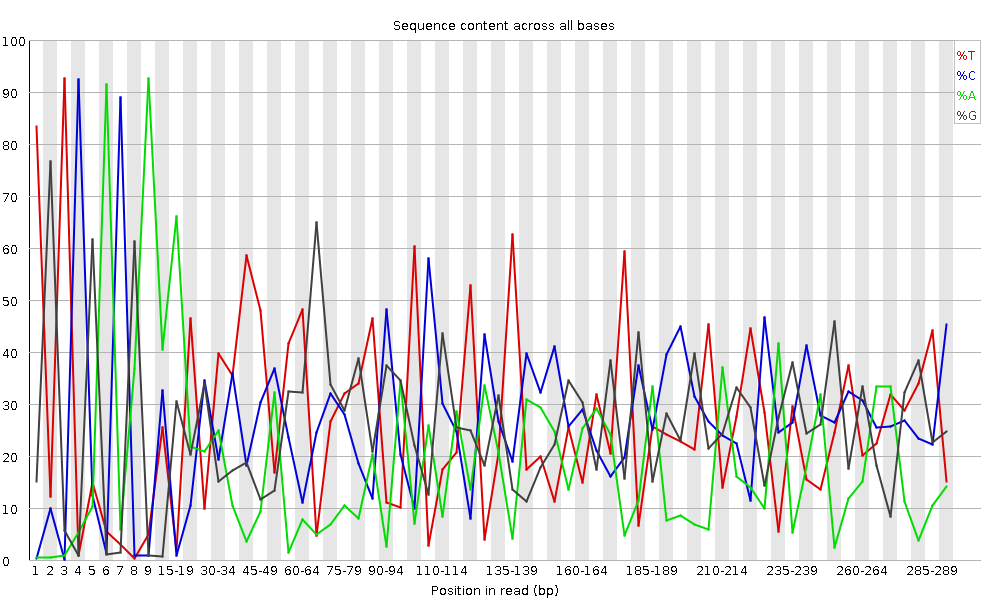 Sequence content across all bases
100
90
80
70
60
50
40
30
20
10
0
%T
%C
%A
%G
1 2 3 4 5 6 7 8 9 15-19 30-34 45-49 60-64 75-79 90-94 110-114 135-139 160-164 185-189 210-214 235-239 260-264 285-289
Position in read (bp)